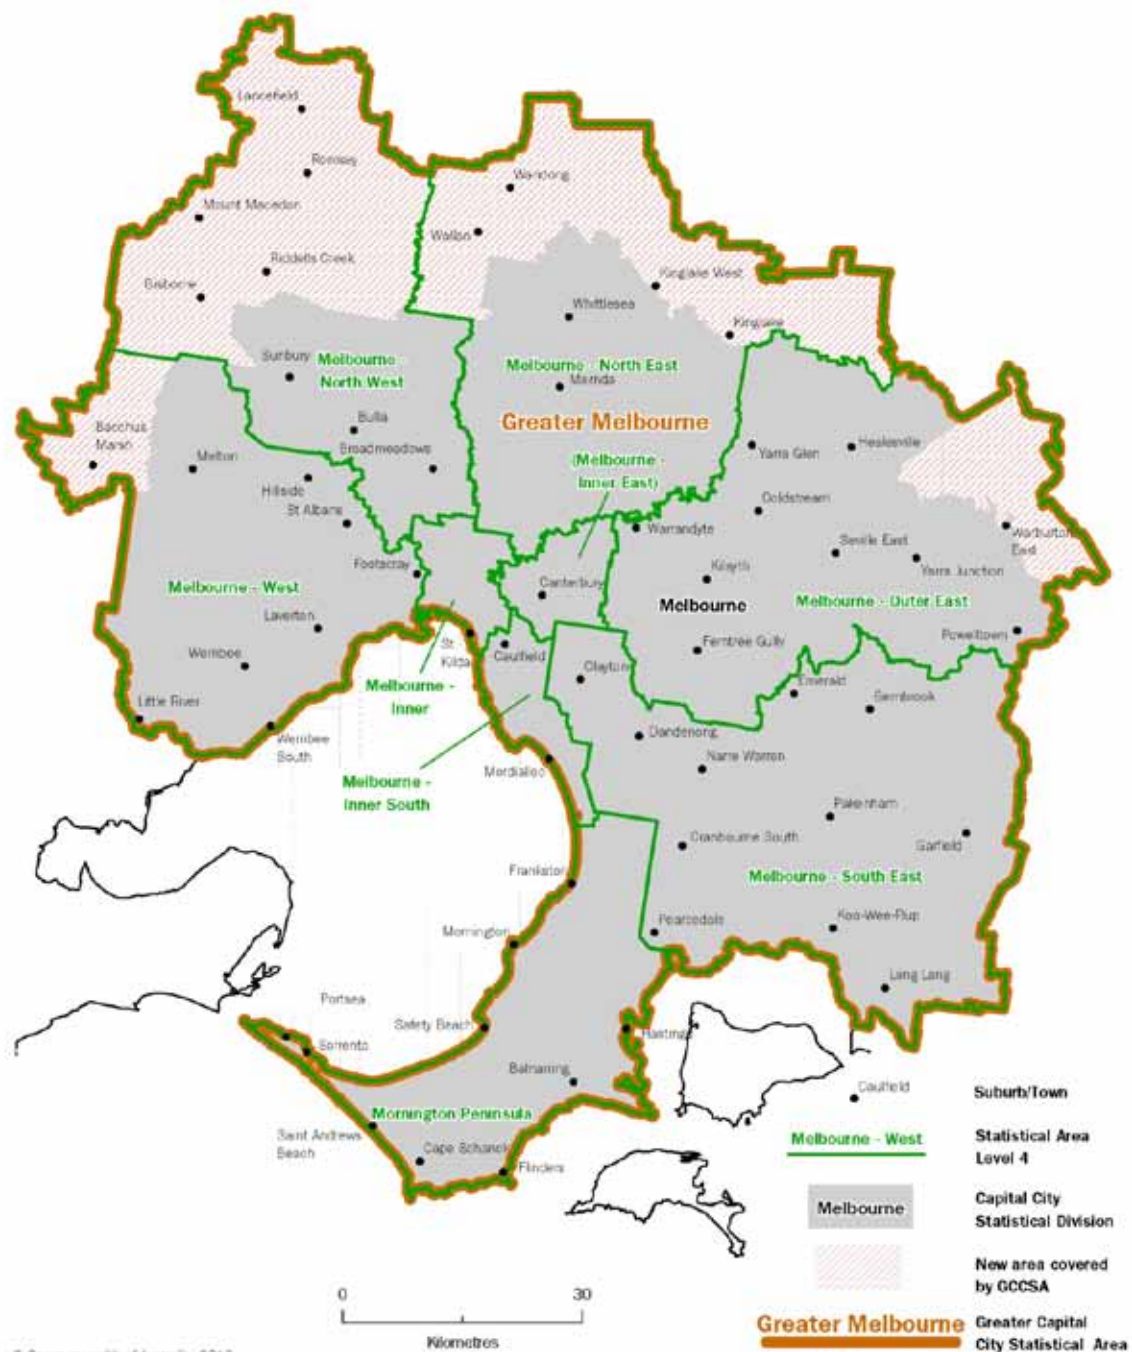 Lancefield
Romsey
Mount Macedon
Riddells Creek
Gisborne
Wandong
Wallan
Kinglake West
Whittlesea
Kinglake
Sunbury
Melbourne -
North West
Melbourne - North East
Mernda
Greater Melbourne
Bulla
Broadmeadows
Bacchus
Marsh
Melton
Hillside
St Albans
(Melbourne -
Inner East)
Yarra Glen
Healesville
Coldstream
Warrandyte
Seville East
Warburton
East
Footscray
Kilsyth
Yarra Junction
Melbourne - West
Canterbury
Melbourne
Melbourne - Outer East
Laverton
Powelltown
Werribee
St
Kilda
Caulfield
Ferntree Gully
Clayton
Melbourne -
Inner
Emerald
Gembrook
Little River
Werribee
South
Dandenong
Narre Warren
Mordialloc
Melbourne -
Inner South
Pakenham
Cranbourne South
Garfield
Frankston
Melbourne - South East
Pearcedale
Koo-Wee-Rup
Mornington
Lang Lang
Portsea
Safety Beach
Sorrento
Hastings
Balnarring
Mornington Peninsula
Saint Andrews
Beach
Cape Schanck
Flinders
Caulfield
Suburb/Town
Melbourne - West
Statistical Area
Level 4
Melbourne
Capital City
Statistical Division
New area covered
by GCCSA
Greater Melbourne
Greater Capital
City Statistical Area
0 30
Kilometres